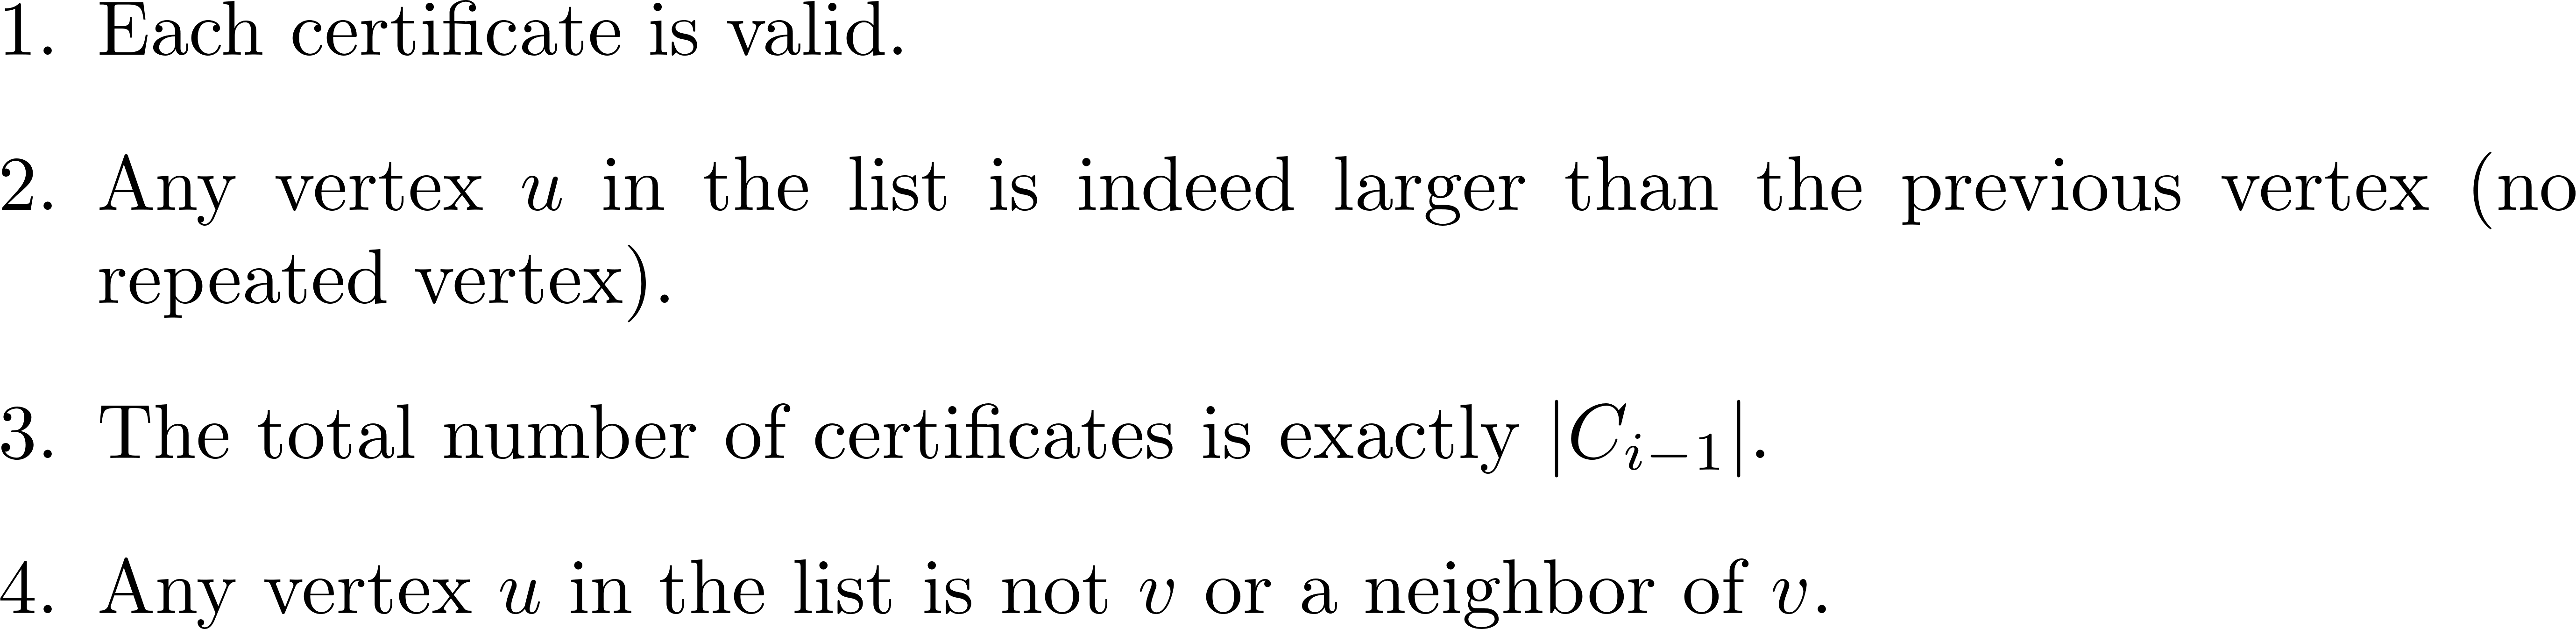 1. Each certificate is valid.
2. Any vertex u in the list is indeed larger than the previous vertex (no
repeated vertex).
3. The total number of certificates is exactly |C_{i−1}|.
4. Any vertex u in the list is not v or a neighbor of v.